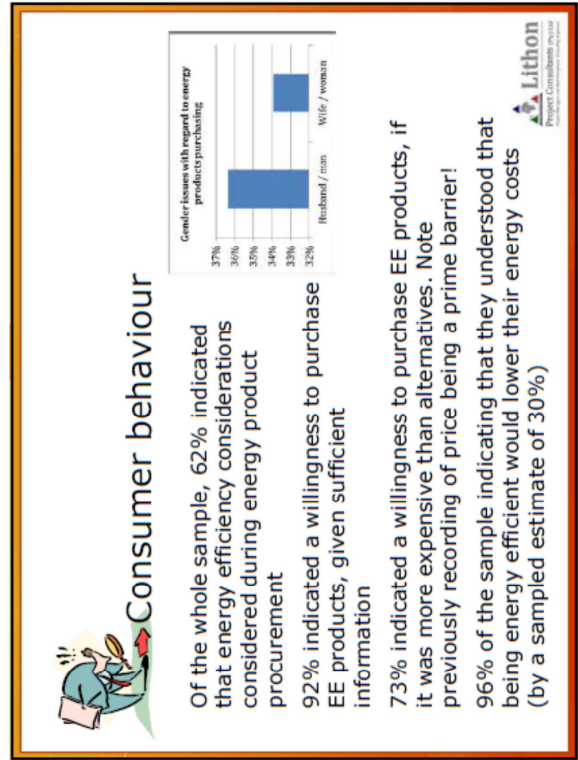 Consumer behaviour
Of the whole sample, 62% indicated
that energy efficiency considerations
considered during energy product
procurement
92% indicated a willingness to purchase
EE products, given sufficient
information
73% indicated a willingness to purchase EE products, if
it was more expensive than alternatives. Note
previously recording of price being a prime barrier!
96% of the sample indicating that they understood that
being energy efficient would lower their energy costs
(by a sampled estimate of 30%)
Gender issues with regard to energy
products purchasing
37%
36%
35%
34%
33%
32%
Husband / man
Wife / woman
Lithon
Project Consultants (Pty) Ltd